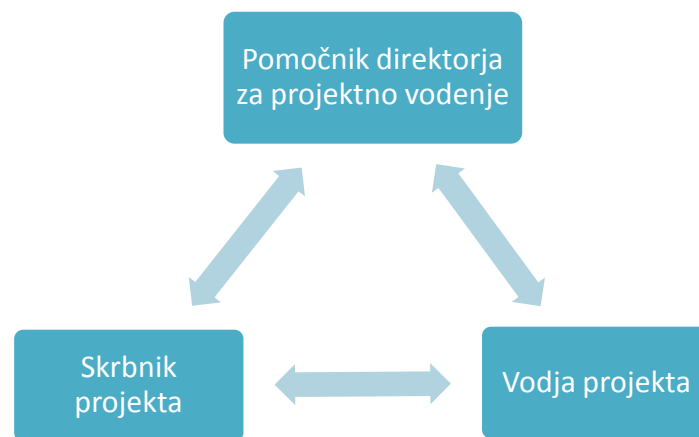 Pomočnik direktorja
za projektno vodenje
Skrbnik
projekta
Vodja projekta